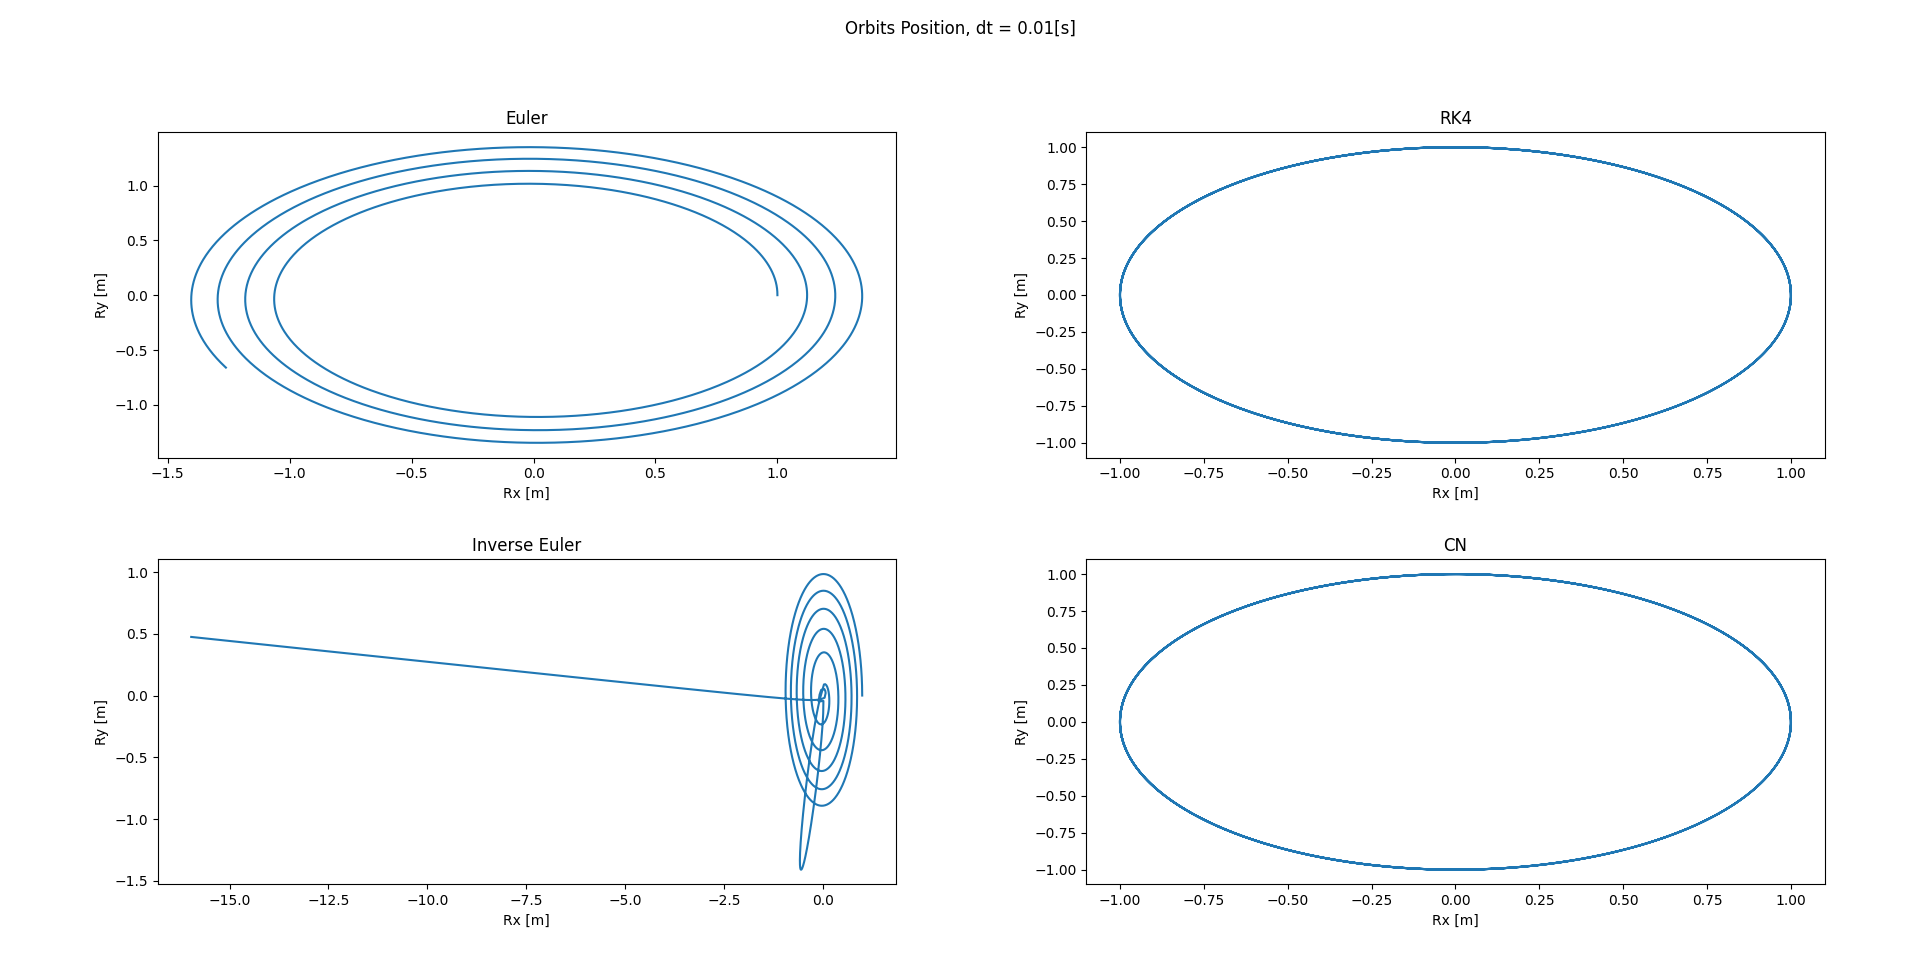 Orbits Position, dt = 0.01[s]
Euler
1.0
0.5
0.0
−0.5
−1.0
Ry [m]
−1.5 −1.0 −0.5 0.0 0.5 1.0
Rx [m]
RK4
1.00
0.75
0.50
0.25
0.00
−0.25
−0.50
−0.75
−1.00
Ry [m]
−1.00 −0.75 −0.50 −0.25 0.00 0.25 0.50 0.75 1.00
Rx [m]
Inverse Euler
1.0
0.5
0.0
−0.5
−1.0
−1.5
Ry [m]
−15.0 −12.5 −10.0 −7.5 −5.0 −2.5 0.0
Rx [m]
CN
1.00
0.75
0.50
0.25
0.00
−0.25
−0.50
−0.75
−1.00
Ry [m]
−1.00 −0.75 −0.50 −0.25 0.00 0.25 0.50 0.75 1.00
Rx [m]